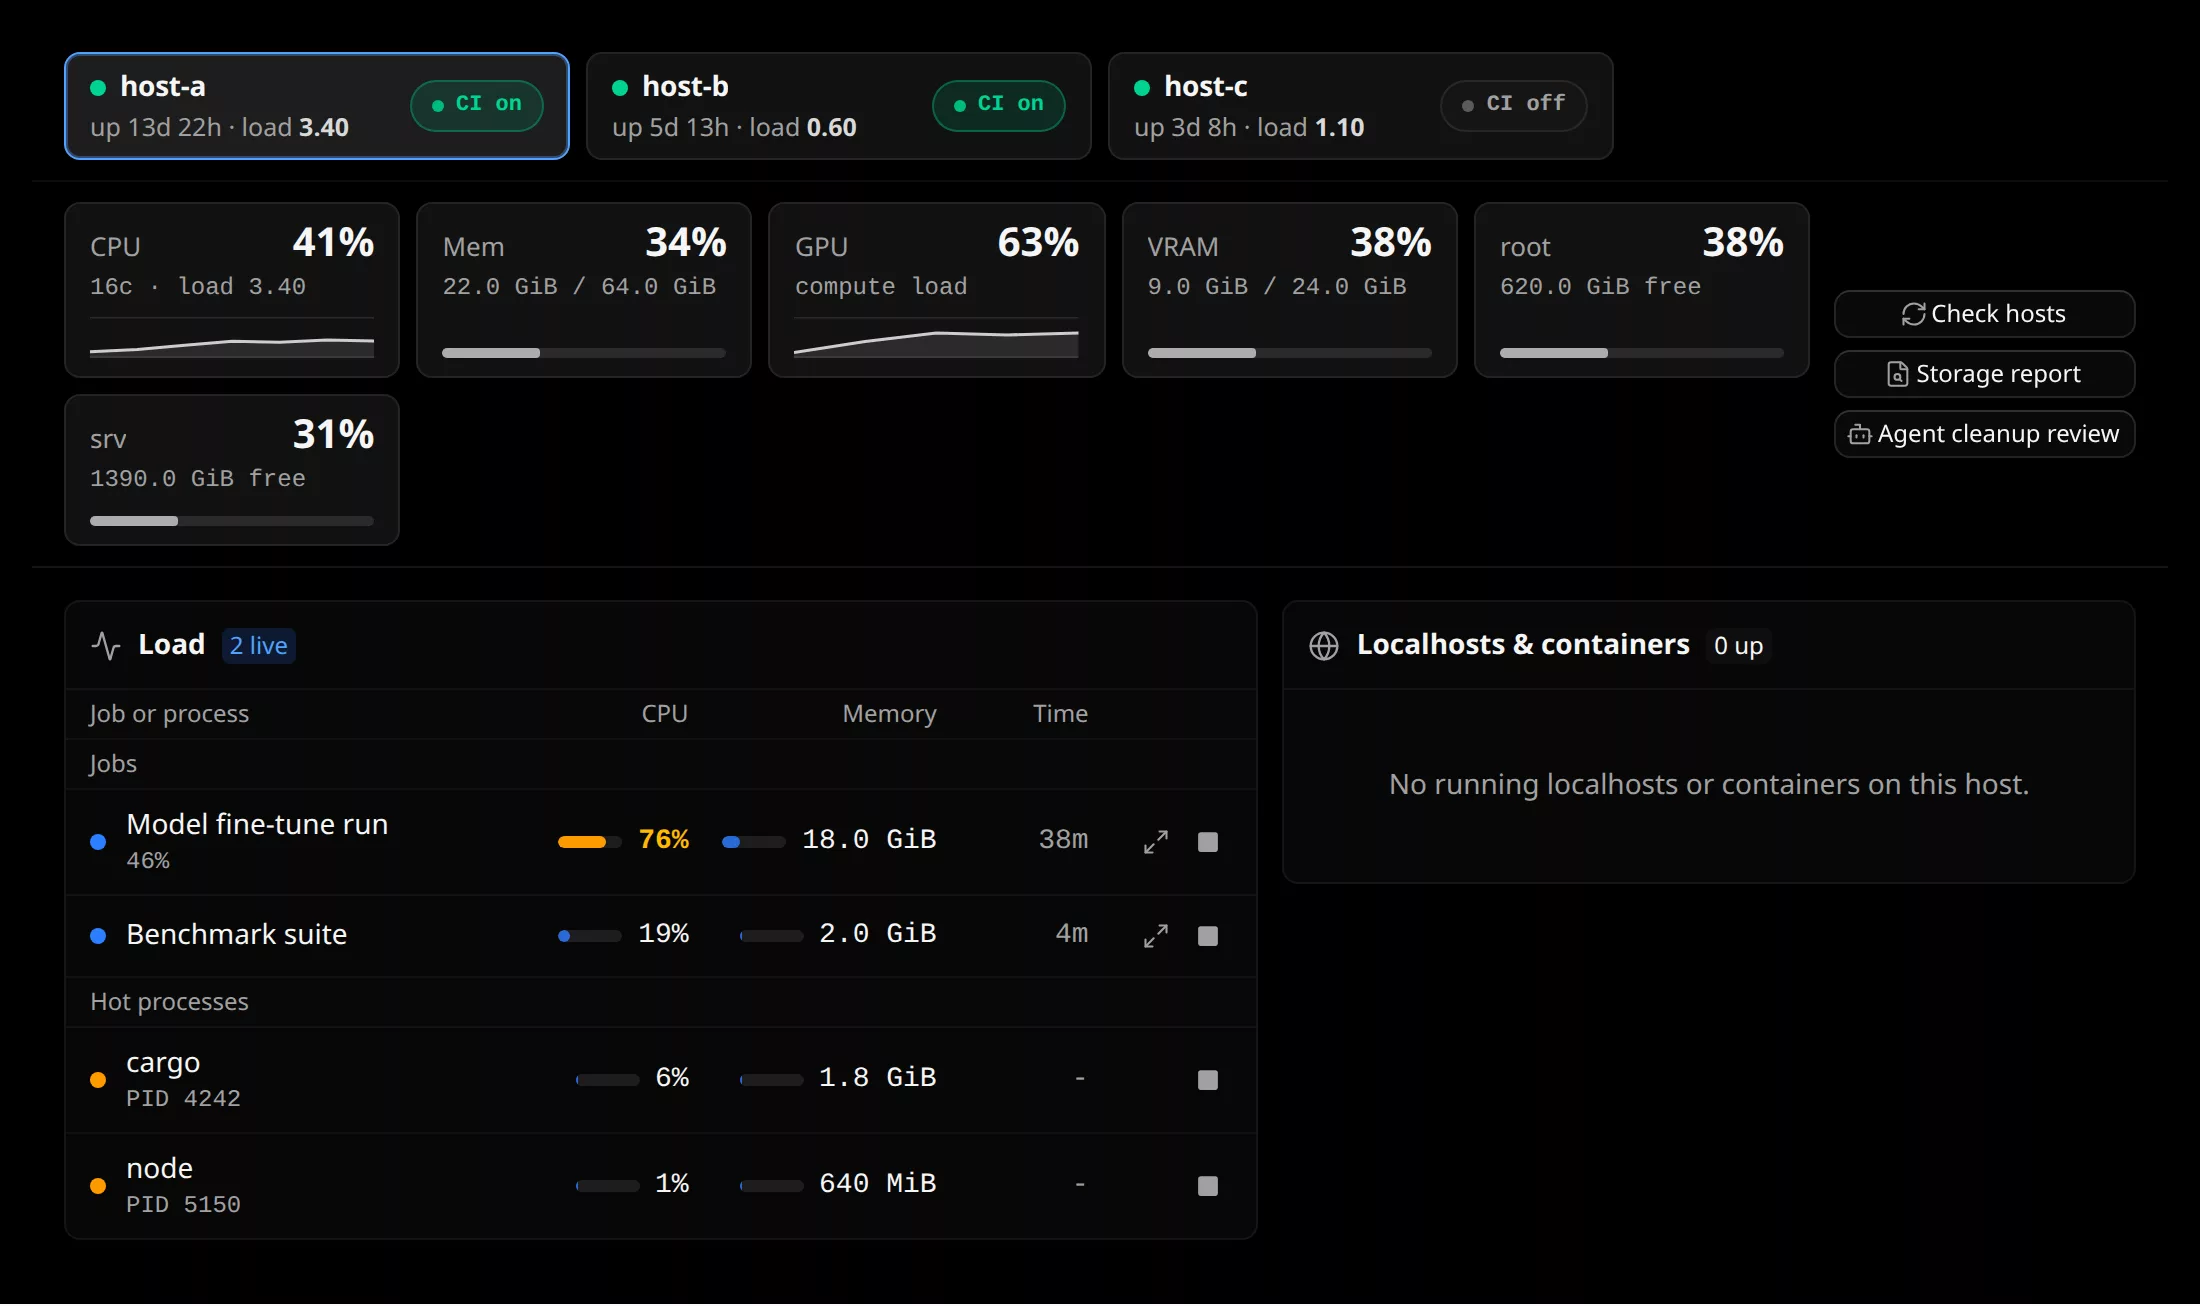 host-a
up 13d 22h · load 3.40
CI on
host-b
up 5d 13h · load 0.60
CI on
host-c
up 3d 8h · load 1.10
CI off
CPU 41%
16c · load 3.40
Mem 34%
22.0 GiB / 64.0 GiB
GPU 63%
compute load
VRAM 38%
9.0 GiB / 24.0 GiB
root 38%
620.0 GiB free
srv 31%
1390.0 GiB free
Check hosts
Storage report
Agent cleanup review
Load 2 live
Job or process CPU Memory Time
Jobs
Model fine-tune run 76% 18.0 GiB 38m
46%
Benchmark suite 19% 2.0 GiB 4m
Hot processes
cargo 6% 1.8 GiB -
PID 4242
node 1% 640 MiB -
PID 5150
Localhosts & containers 0 up
No running localhosts or containers on this host.